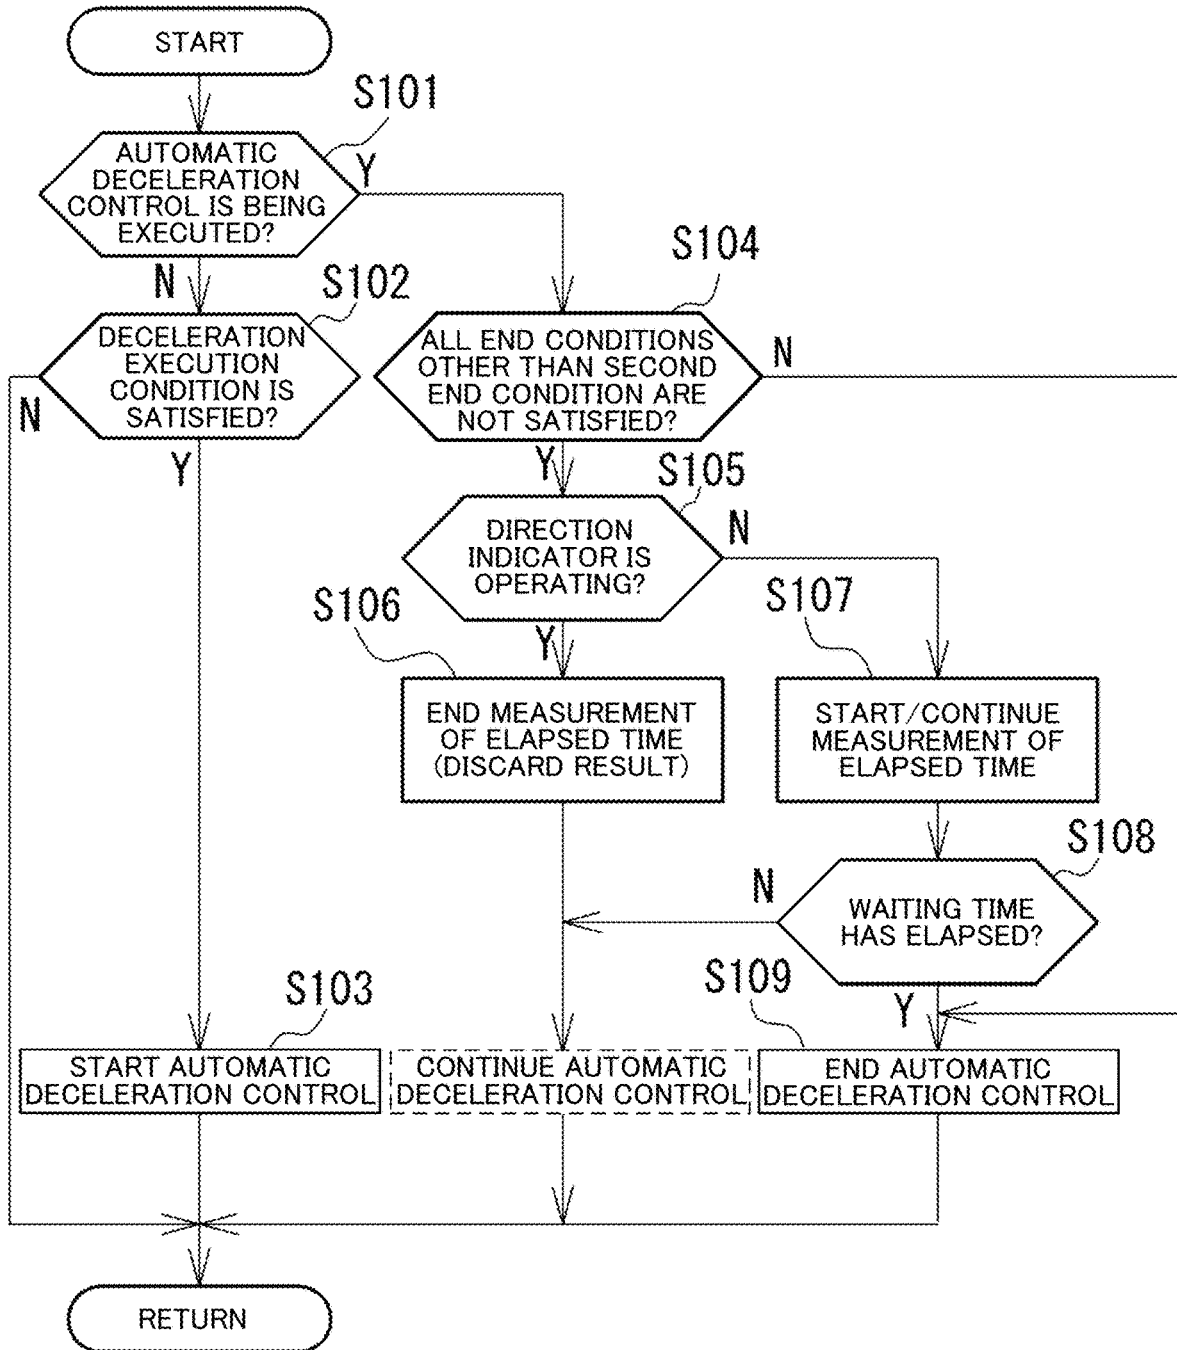 START
S101
AUTOMATIC
DECELERATION
CONTROL IS BEING
EXECUTED?
Y
N
S102
DECELERATION
EXECUTION
CONDITION IS
SATISFIED?
N
Y
S104
ALL END CONDITIONS
OTHER THAN SECOND
END CONDITION ARE
NOT SATISFIED?
N
Y
S105
DIRECTION
INDICATOR IS
OPERATING?
N
Y
S106
END MEASUREMENT
OF ELAPSED TIME
(DISCARD RESULT)
S107
START/CONTINUE
MEASUREMENT OF
ELAPSED TIME
S108
WAITING TIME
HAS ELAPSED?
N
Y
S103
START AUTOMATIC
DECELERATION CONTROL
CONTINUE AUTOMATIC
DECELERATION CONTROL
S109
END AUTOMATIC
DECELERATION CONTROL
RETURN